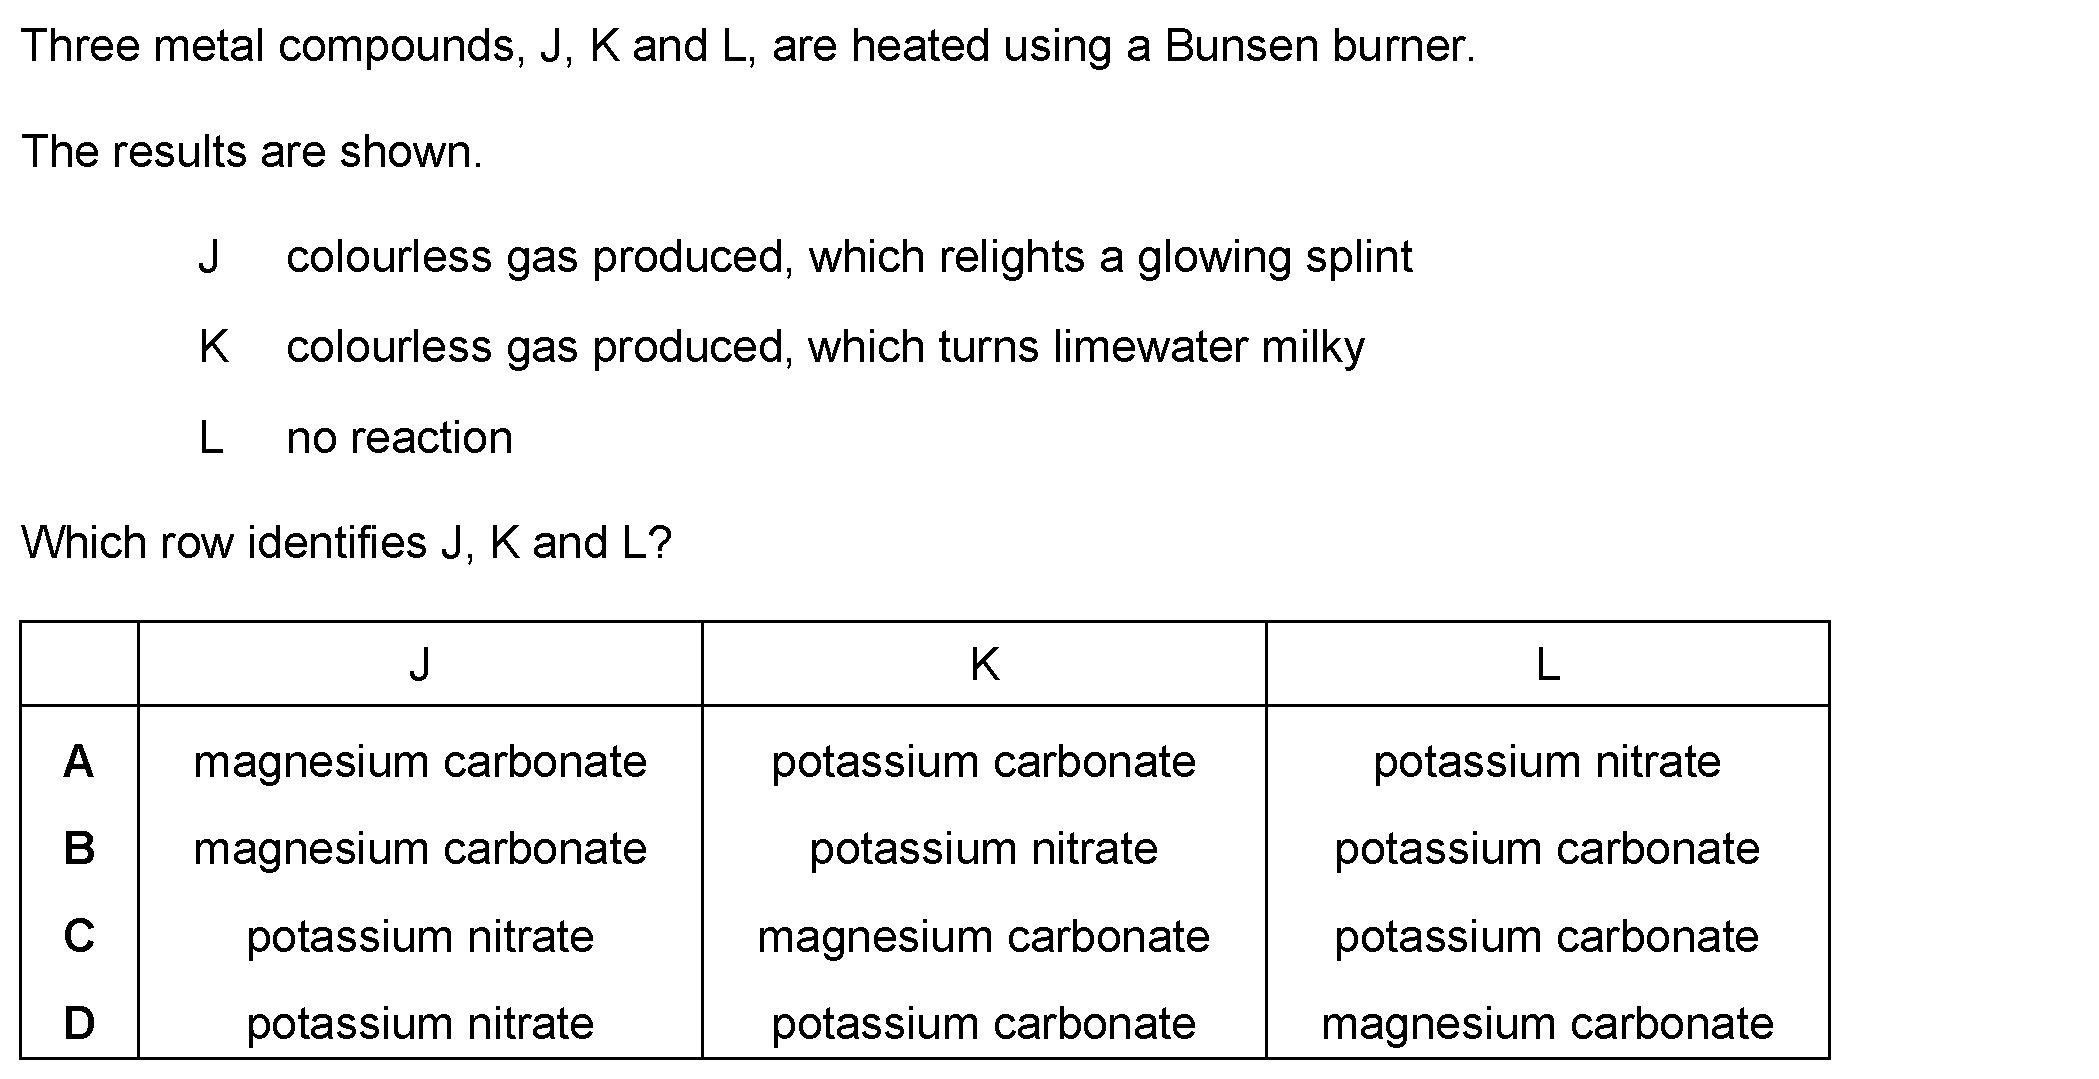 Three metal compounds, J, K and L, are heated using a Bunsen burner.
The results are shown.
J colourless gas produced, which relights a glowing splint
K colourless gas produced, which turns limewater milky
L no reaction
Which row identifies J, K and L?
J K L
A magnesium carbonate potassium carbonate potassium nitrate
B magnesium carbonate potassium nitrate potassium carbonate
C potassium nitrate magnesium carbonate potassium carbonate
D potassium nitrate potassium carbonate magnesium carbonate